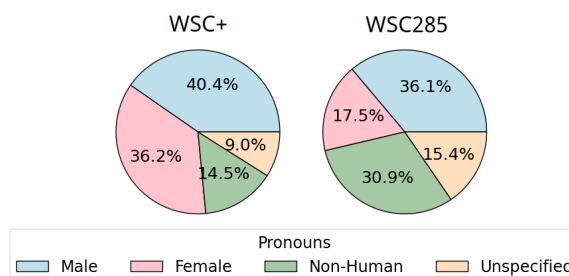 WSC+ WSC285
40.4% 36.1%
17.5%
36.2% 9.0% 15.4%
14.5% 30.9%
Pronouns
Male Female Non-Human Unspecified